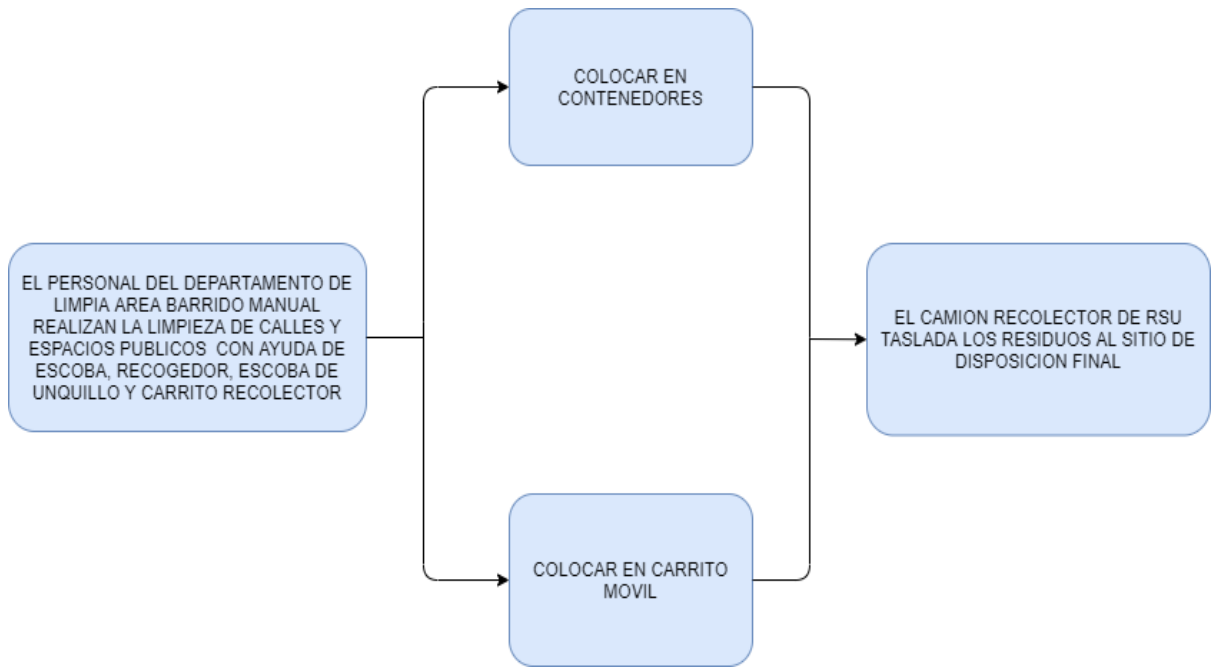 COLOCAR EN
CONTENEDORES
EL PERSONAL DEL DEPARTAMENTO DE
LIMPIA AREA BARRIDO MANUAL
REALIZAN LA LIMPIEZA DE CALLES Y
ESPACIOS PUBLICOS CON AYUDA DE
ESCOBA, RECOGEDOR, ESCOBA DE
UNQUILLO Y CARRITO RECOLECTOR
EL CAMION RECOLECTOR DE RSU
TASLADA LOS RESIDUOS AL SITIO DE
DISPOSICION FINAL
COLOCAR EN CARRITO
MOVIL